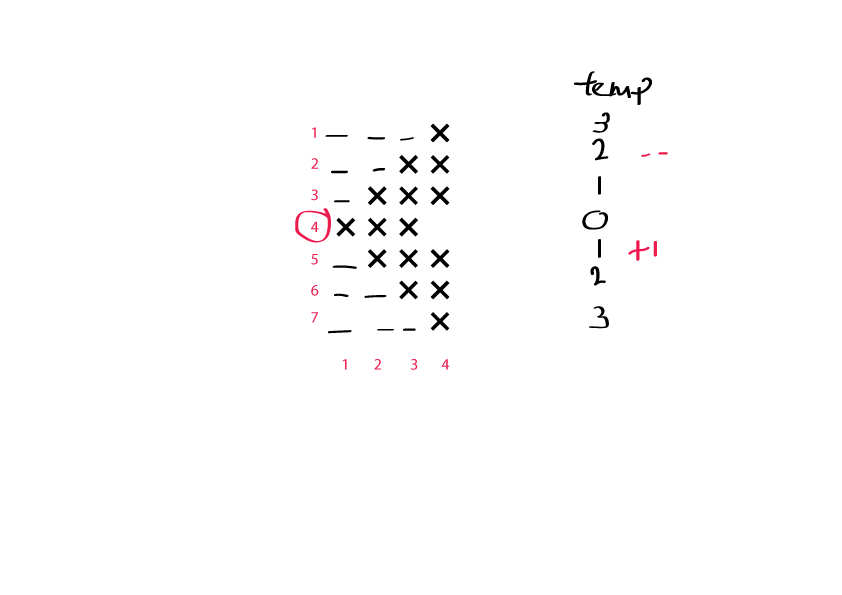 temp
1 _ _ _ × 3
2 _ _ × × 2 --
3 _ × × × 1
4 × × × 0
5 _ × × × 1 +1
6 _ _ × × 2
7 _ _ _ × 3
1 2 3 4